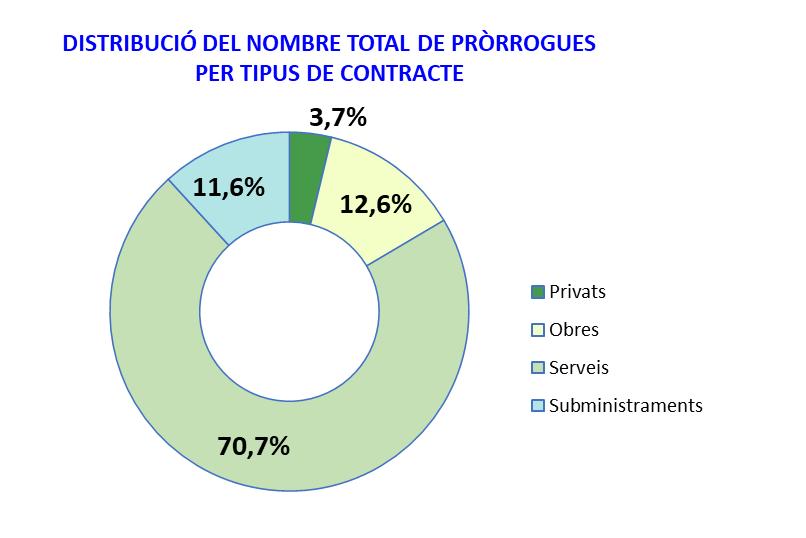 DISTRIBUCIÓ DEL NOMBRE TOTAL DE PRÒRROGUES
PER TIPUS DE CONTRACTE
3,7%
12,6%
11,6%
70,7%
Privats
Obres
Serveis
Subministraments